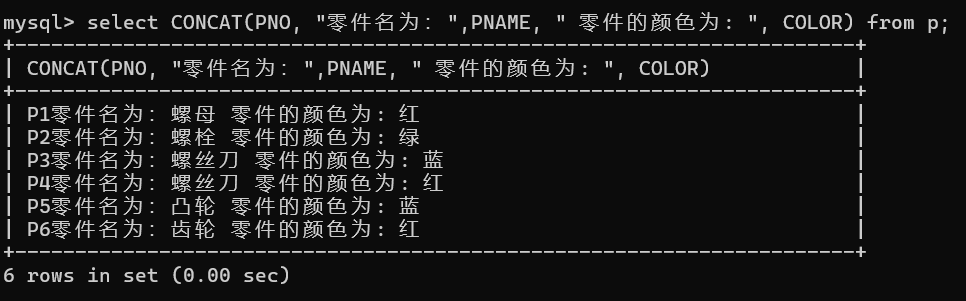 mysql> select CONCAT(PNO, "零件名为: ",PNAME, " 零件的颜色为: ", COLOR) from p;
+-----------------------------------------------------------------------+
| CONCAT(PNO, "零件名为: ",PNAME, " 零件的颜色为: ", COLOR)            |
+-----------------------------------------------------------------------+
| P1零件名为: 螺母 零件的颜色为: 红                                     |
| P2零件名为: 螺栓 零件的颜色为: 绿                                     |
| P3零件名为: 螺丝刀 零件的颜色为: 蓝                                   |
| P4零件名为: 螺丝刀 零件的颜色为: 红                                   |
| P5零件名为: 凸轮 零件的颜色为: 蓝                                     |
| P6零件名为: 齿轮 零件的颜色为: 红                                     |
+-----------------------------------------------------------------------+
6 rows in set (0.00 sec)